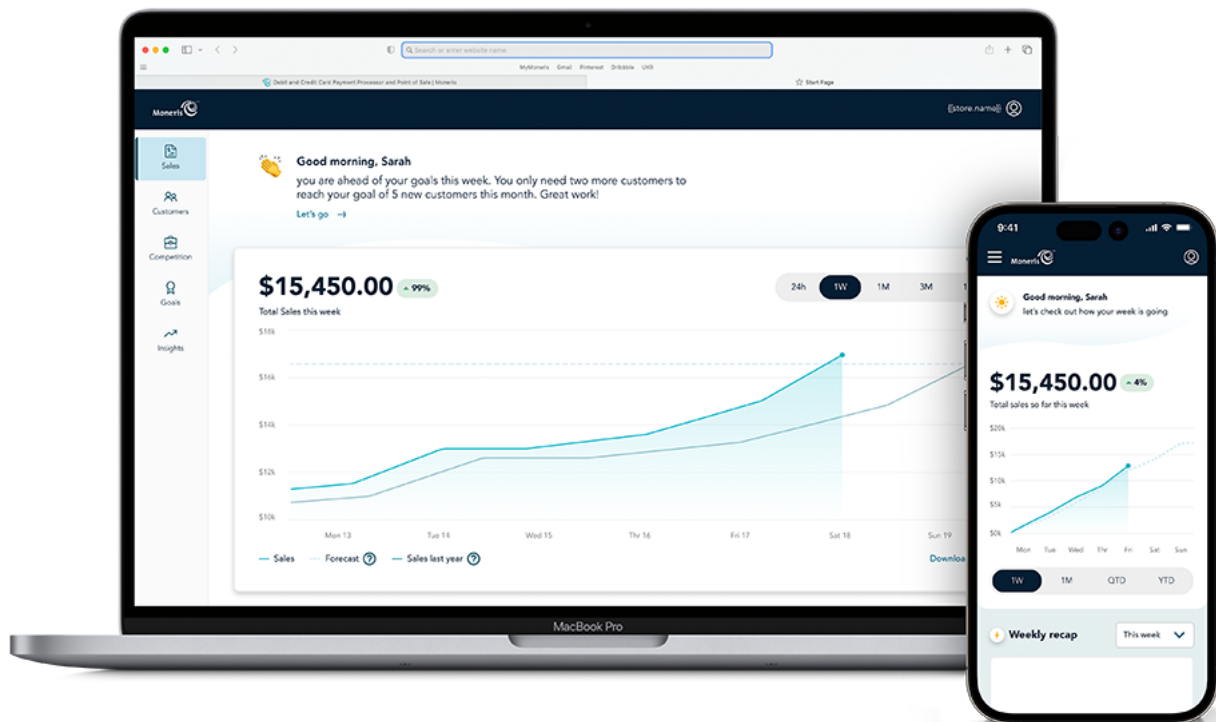 Search or enter website name
MyMoneris Gmail Pinterest Dribbble UX8
Debit and Credit Card Payment Processor and Point of Sale | Moneris
Start Page
Moneris
{{store.name}}
Sales
Customers
Competition
Goals
Insights
Good morning, Sarah
you are ahead of your goals this week. You only need two more customers to
reach your goal of 5 new customers this month. Great work!
Let's go
$15,450.00 99%
Total Sales this week
24h 1W 1M 3M
$18k
$16k
$14k
$12k
$10k
Mon 13 Tue 14 Wed 15 Thr 16 Fri 17 Sat 18 Sun 19
Sales Forecast ? Sales last year ?
MacBook Pro
9:41
Moneris
Good morning, Sarah
let's check out how your week is going
$15,450.00 4%
Total sales so far this week
$20k
$15k
$10k
$5k
$0k
Mon Tue Wed Thr Fri Sat Sun
1W 1M QTD YTD
Weekly recap This week